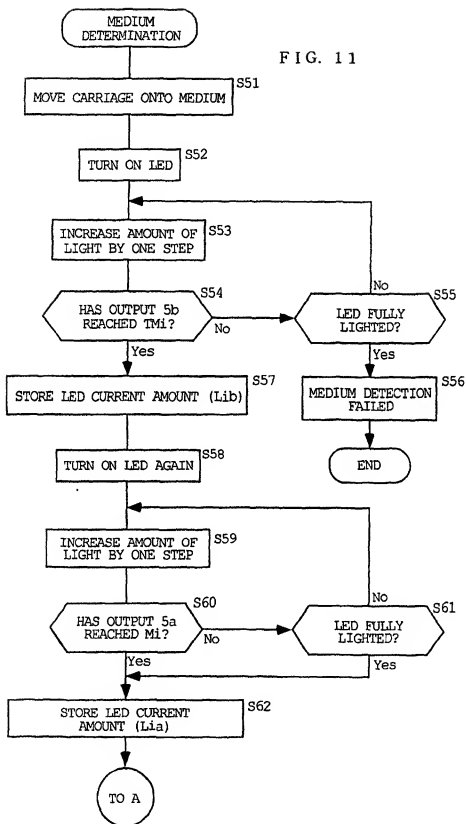 MEDIUM
DETERMINATION
FIG. 11
S51
MOVE CARRIAGE ONTO MEDIUM
S52
TURN ON LED
S53
INCREASE AMOUNT OF
LIGHT BY ONE STEP
S54
HAS OUTPUT 5b
REACHED TMi?
No
Yes
S55
No
LED FULLY
LIGHTED?
Yes
S56
MEDIUM DETECTION
FAILED
END
S57
STORE LED CURRENT AMOUNT (Lib)
S58
TURN ON LED AGAIN
S59
INCREASE AMOUNT OF
LIGHT BY ONE STEP
S60
HAS OUTPUT 5a
REACHED Mi?
No
Yes
S61
No
LED FULLY
LIGHTED?
Yes
S62
STORE LED CURRENT
AMOUNT (Lia)
TO A